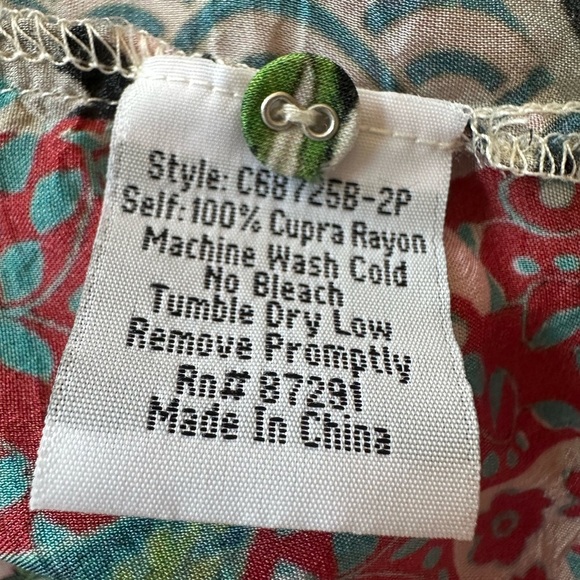 Style: C68725B-2P
Self:100% Cupra Rayon
Machine Wash Cold
No Bleach
Tumble Dry Low
Remove Promptly
Rn# 87291
Made In China